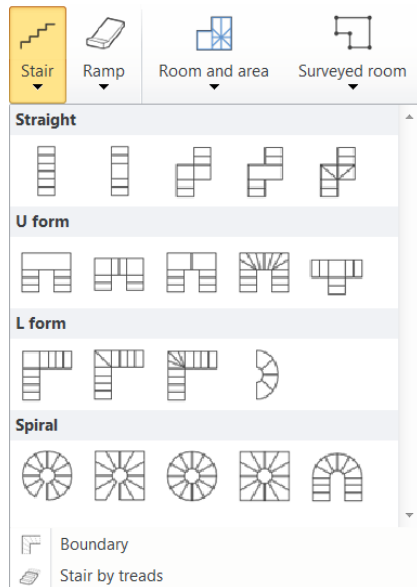 Stair Ramp Room and area Surveyed room
Straight
U form
L form
Spiral
Boundary
Stair by treads